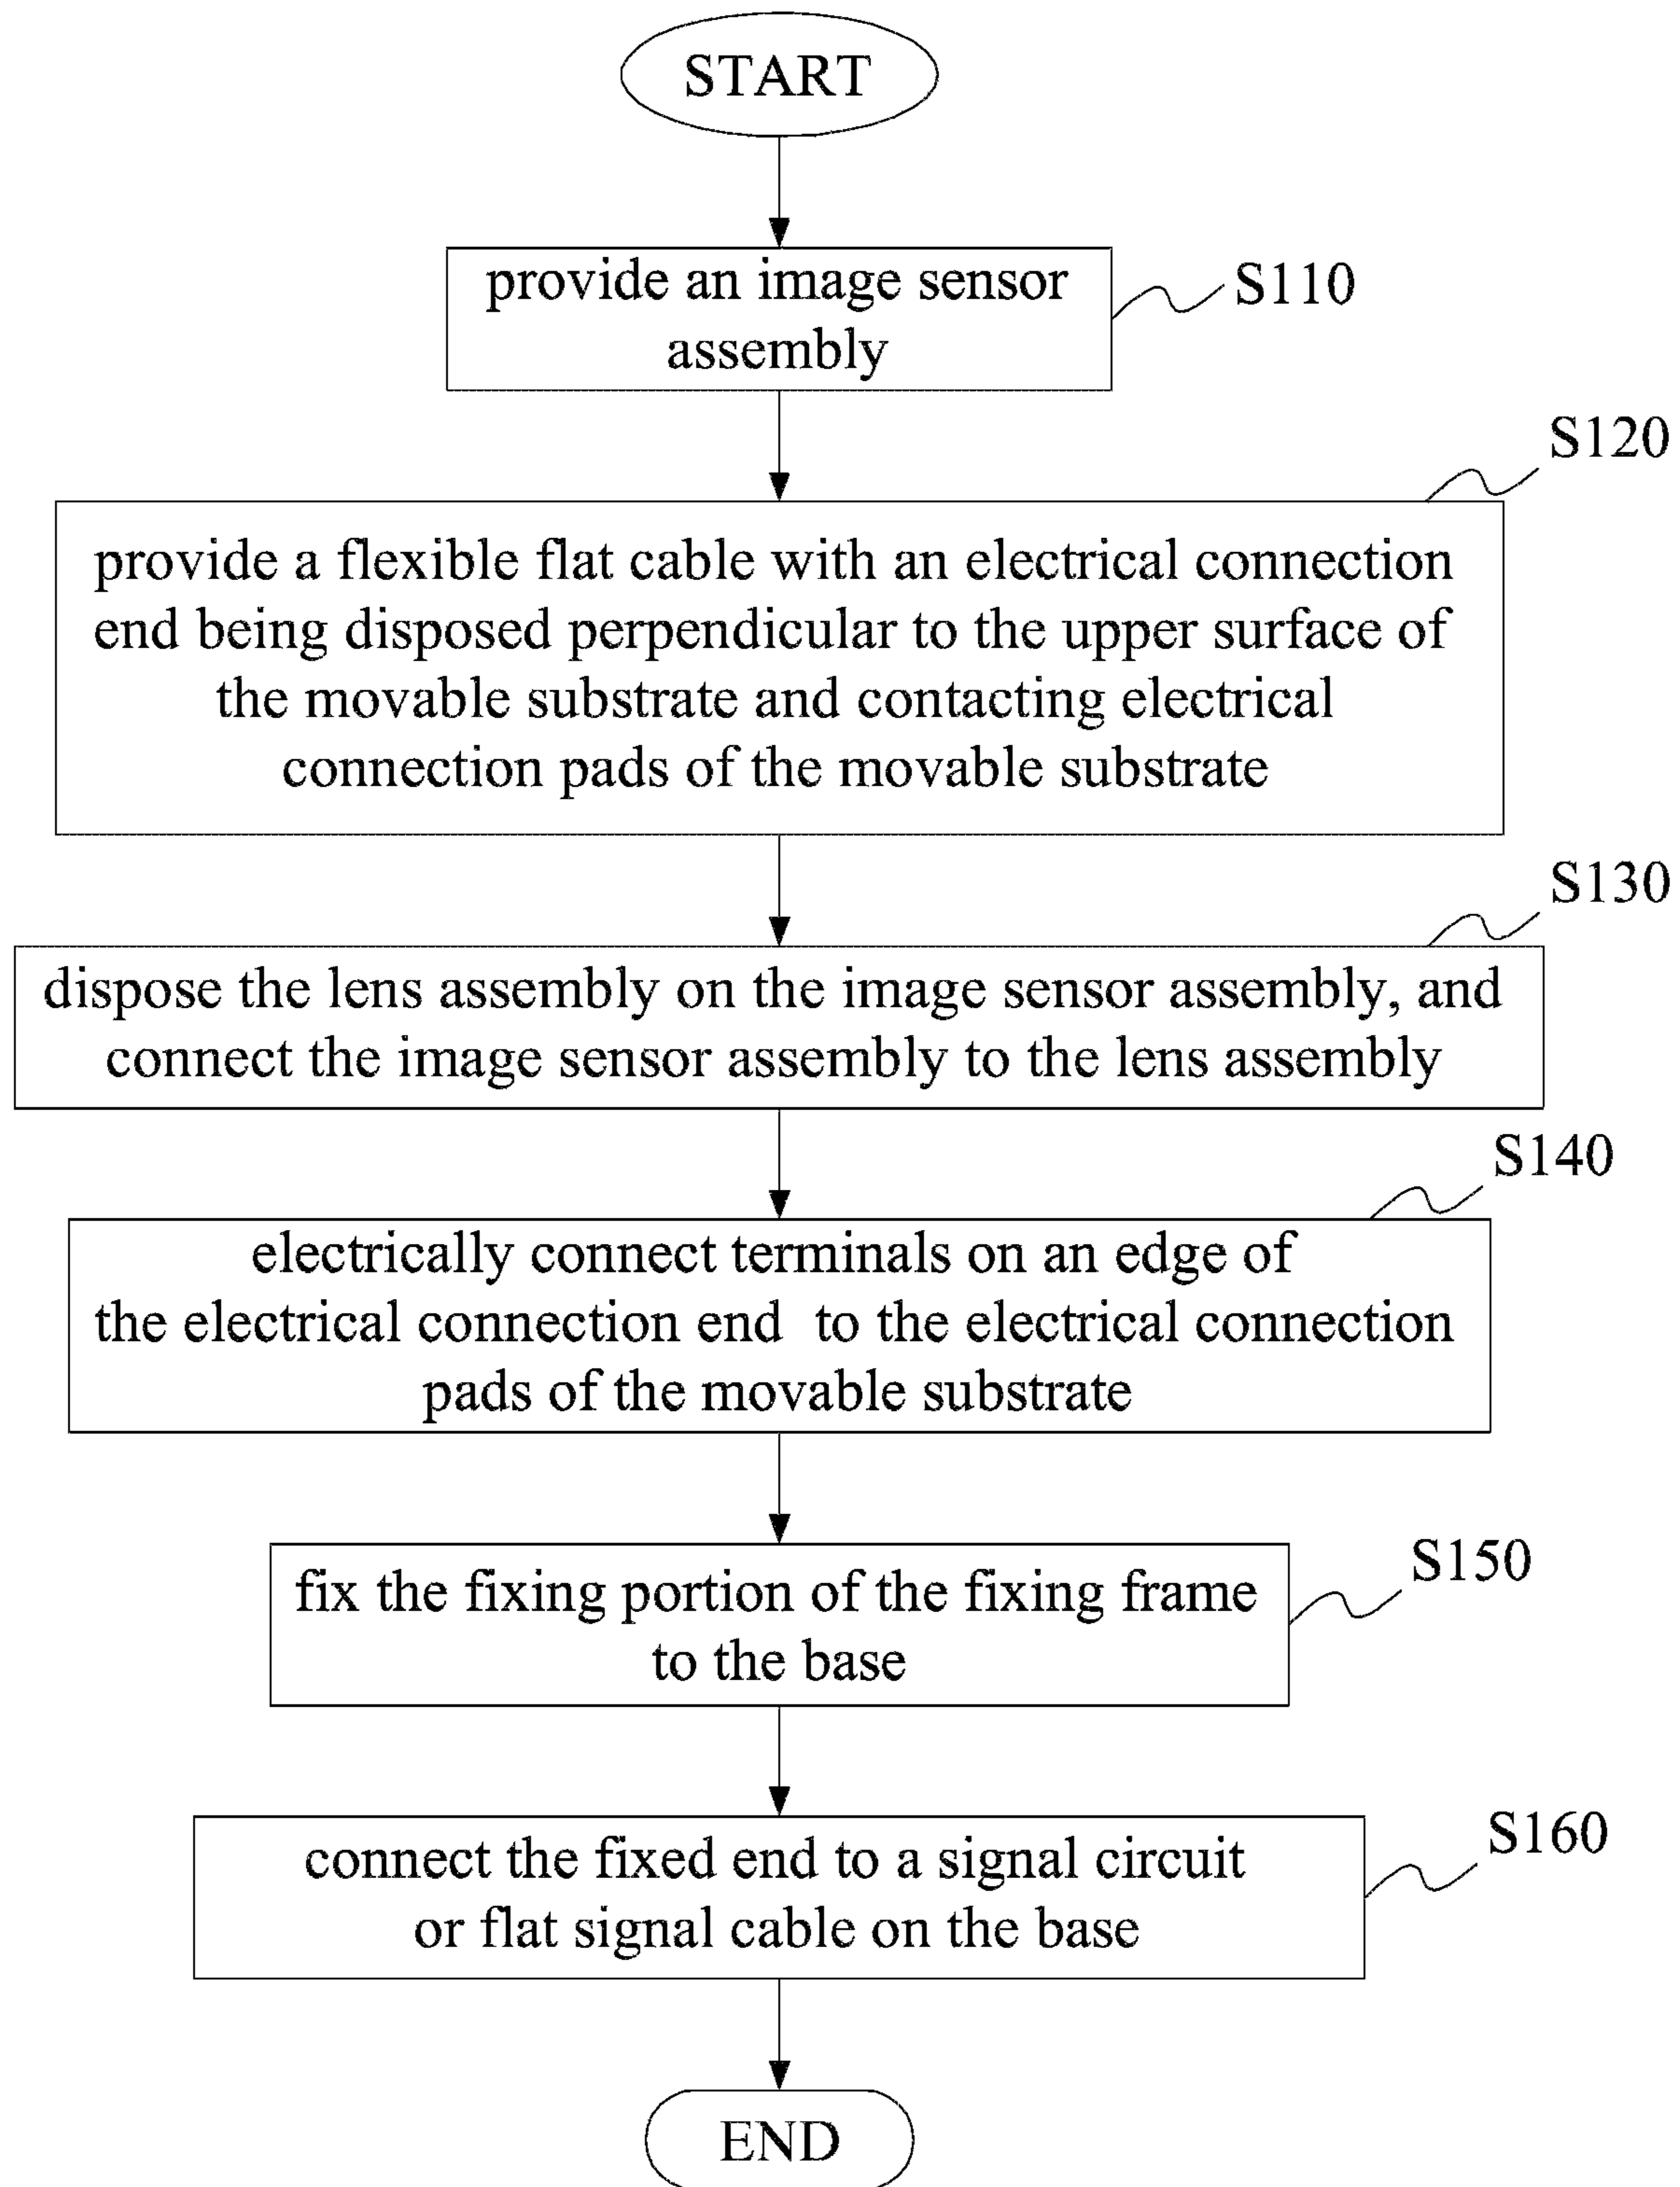 START
provide an image sensor
assembly
S110
S120
provide a flexible flat cable with an electrical connection
end being disposed perpendicular to the upper surface of
the movable substrate and contacting electrical
connection pads of the movable substrate
S130
dispose the lens assembly on the image sensor assembly, and
connect the image sensor assembly to the lens assembly
S140
electrically connect terminals on an edge of
the electrical connection end to the electrical connection
pads of the movable substrate
S150
fix the fixing portion of the fixing frame
to the base
S160
connect the fixed end to a signal circuit
or flat signal cable on the base
END